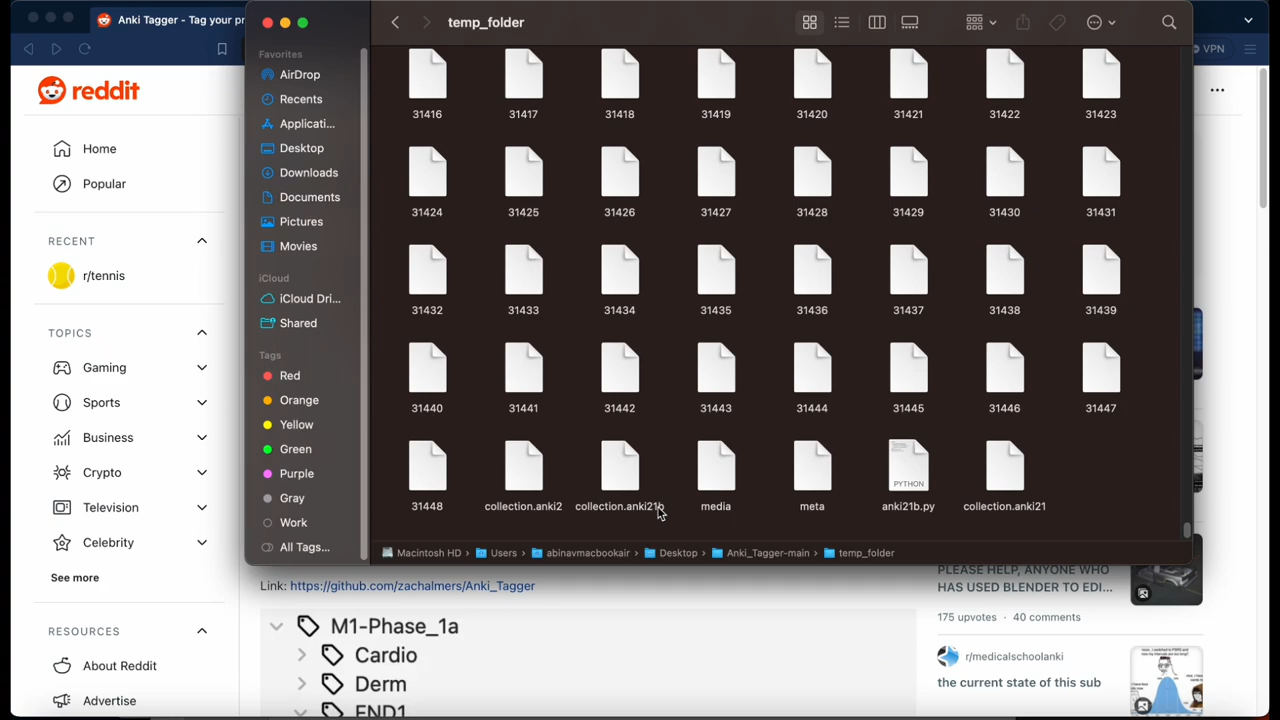 Anki Tagger - Tag your pr
temp_folder
VPN
reddit
Home
Popular
RECENT
r/tennis
TOPICS
Gaming
Sports
Business
Crypto
Television
Celebrity
See more
RESOURCES
About Reddit
Advertise
Favorites
AirDrop
Recents
Applicati...
Desktop
Downloads
Documents
Pictures
Movies
iCloud
iCloud Dri...
Shared
Tags
Red
Orange
Yellow
Green
Purple
Gray
Work
All Tags...
31416 31417 31418 31419 31420 31421 31422 31423
31424 31425 31426 31427 31428 31429 31430 31431
31432 31433 31434 31435 31436 31437 31438 31439
31440 31441 31442 31443 31444 31445 31446 31447
PYTHON
31448 collection.anki2 collection.anki21b media meta anki21b.py collection.anki21
Macintosh HD › Users › abinavmacbookair › Desktop › Anki_Tagger-main › temp_folder
Link: https://github.com/zachalmers/Anki_Tagger
M1-Phase_1a
Cardio
Derm
END1
PLEASE HELP, ANYONE WHO
HAS USED BLENDER TO EDI...
175 upvotes · 40 comments
r/medicalschoolanki
the current state of this sub